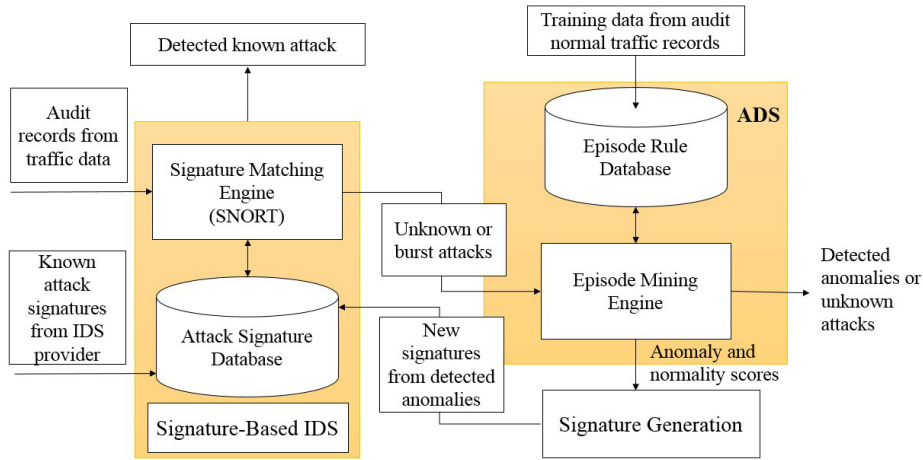 Detected known attack
Training data from audit
normal traffic records
Audit
records from
traffic data
ADS
Episode Rule
Database
Signature Matching
Engine
(SNORT)
Unknown or
burst attacks
Known
attack
signatures
from IDS
provider
Episode Mining
Engine
Detected
anomalies or
unknown
attacks
Attack Signature
Database
New
signatures
from detected
anomalies
Anomaly and
normality scores
Signature-Based IDS
Signature Generation